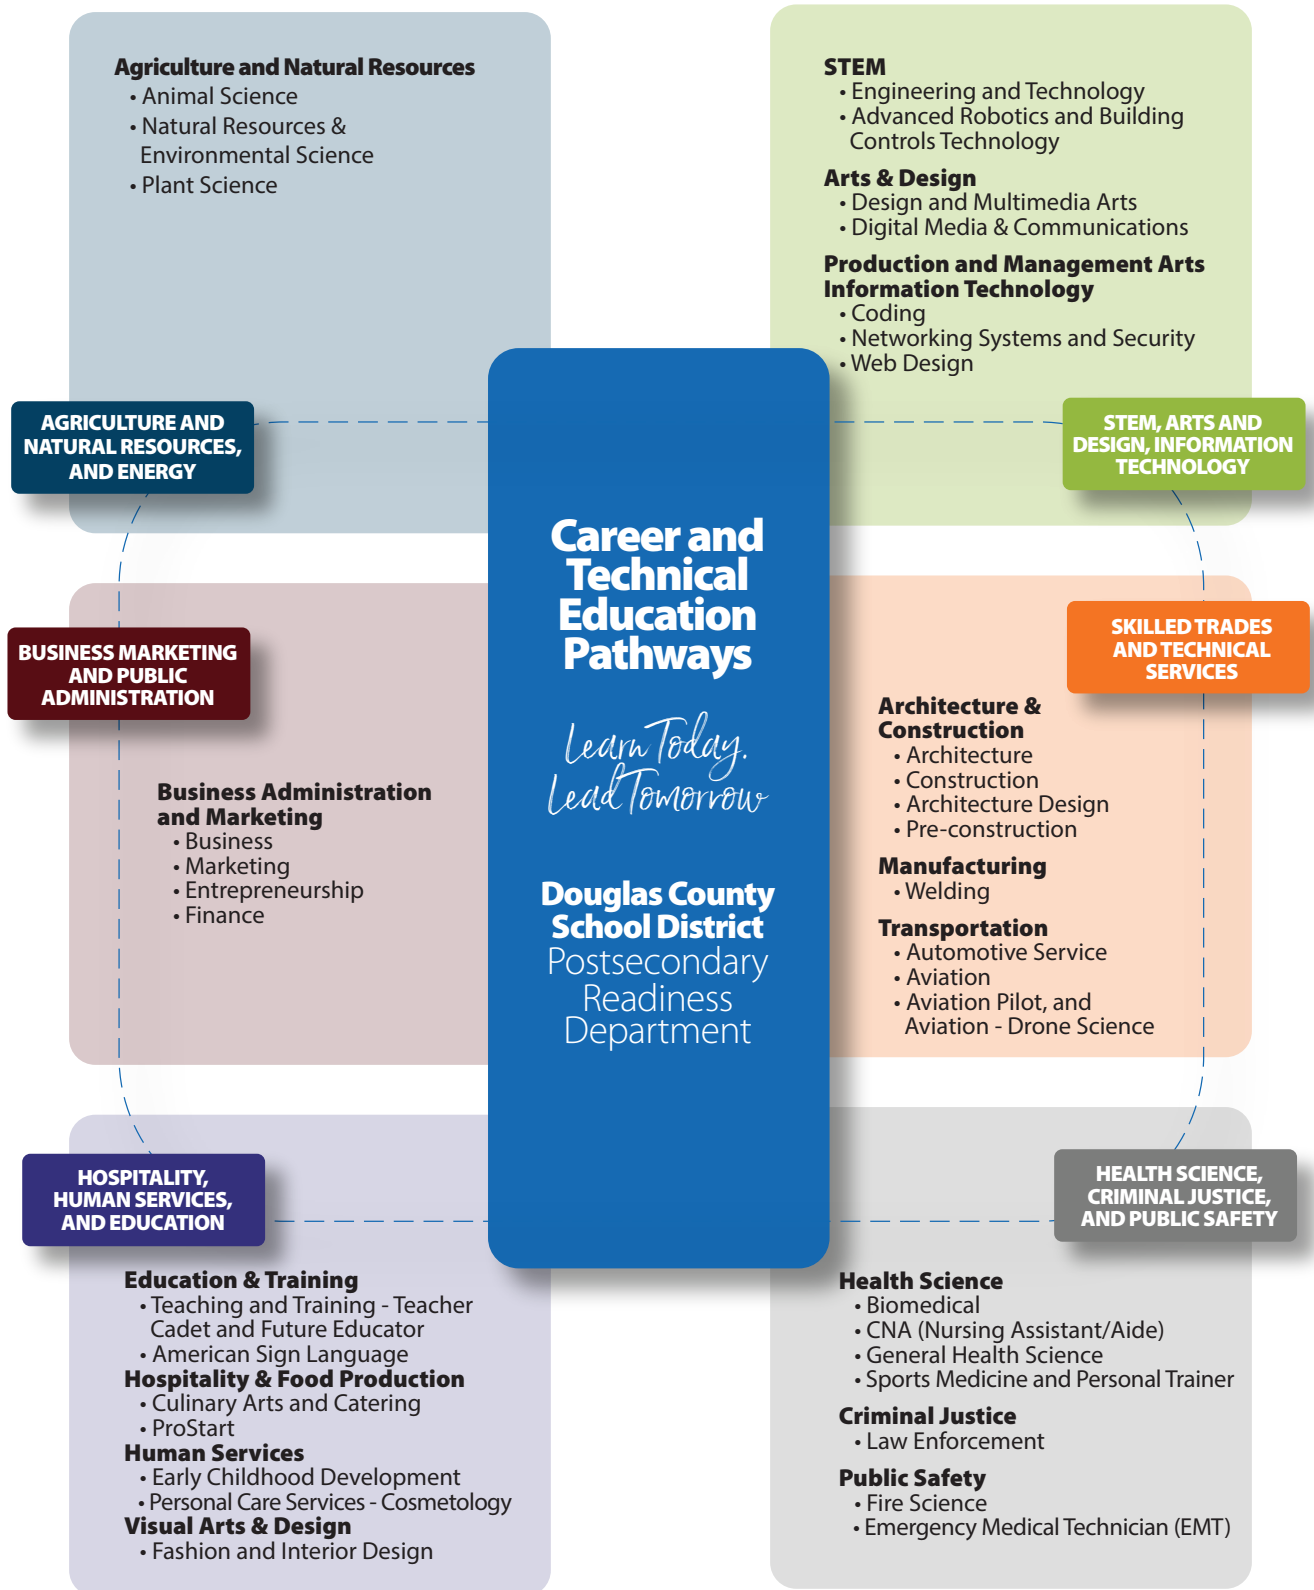 Agriculture and Natural Resources
• Animal Science
• Natural Resources &
Environmental Science
• Plant Science
AGRICULTURE AND
NATURAL RESOURCES,
AND ENERGY
STEM
• Engineering and Technology
• Advanced Robotics and Building
Controls Technology
Arts & Design
• Design and Multimedia Arts
• Digital Media & Communications
Production and Management Arts
Information Technology
• Coding
• Networking Systems and Security
• Web Design
STEM, ARTS AND
DESIGN, INFORMATION
TECHNOLOGY
Career and
Technical
Education
Pathways
Learn Today.
Lead Tomorrow
Douglas County
School District
Postsecondary
Readiness
Department
BUSINESS MARKETING
AND PUBLIC
ADMINISTRATION
Business Administration
and Marketing
• Business
• Marketing
• Entrepreneurship
• Finance
SKILLED TRADES
AND TECHNICAL
SERVICES
Architecture &
Construction
• Architecture
• Construction
• Architecture Design
• Pre-construction
Manufacturing
• Welding
Transportation
• Automotive Service
• Aviation
• Aviation Pilot, and
Aviation - Drone Science
HOSPITALITY,
HUMAN SERVICES,
AND EDUCATION
Education & Training
• Teaching and Training - Teacher
Cadet and Future Educator
• American Sign Language
Hospitality & Food Production
• Culinary Arts and Catering
• ProStart
Human Services
• Early Childhood Development
• Personal Care Services - Cosmetology
Visual Arts & Design
• Fashion and Interior Design
HEALTH SCIENCE,
CRIMINAL JUSTICE,
AND PUBLIC SAFETY
Health Science
• Biomedical
• CNA (Nursing Assistant/Aide)
• General Health Science
• Sports Medicine and Personal Trainer
Criminal Justice
• Law Enforcement
Public Safety
• Fire Science
• Emergency Medical Technician (EMT)